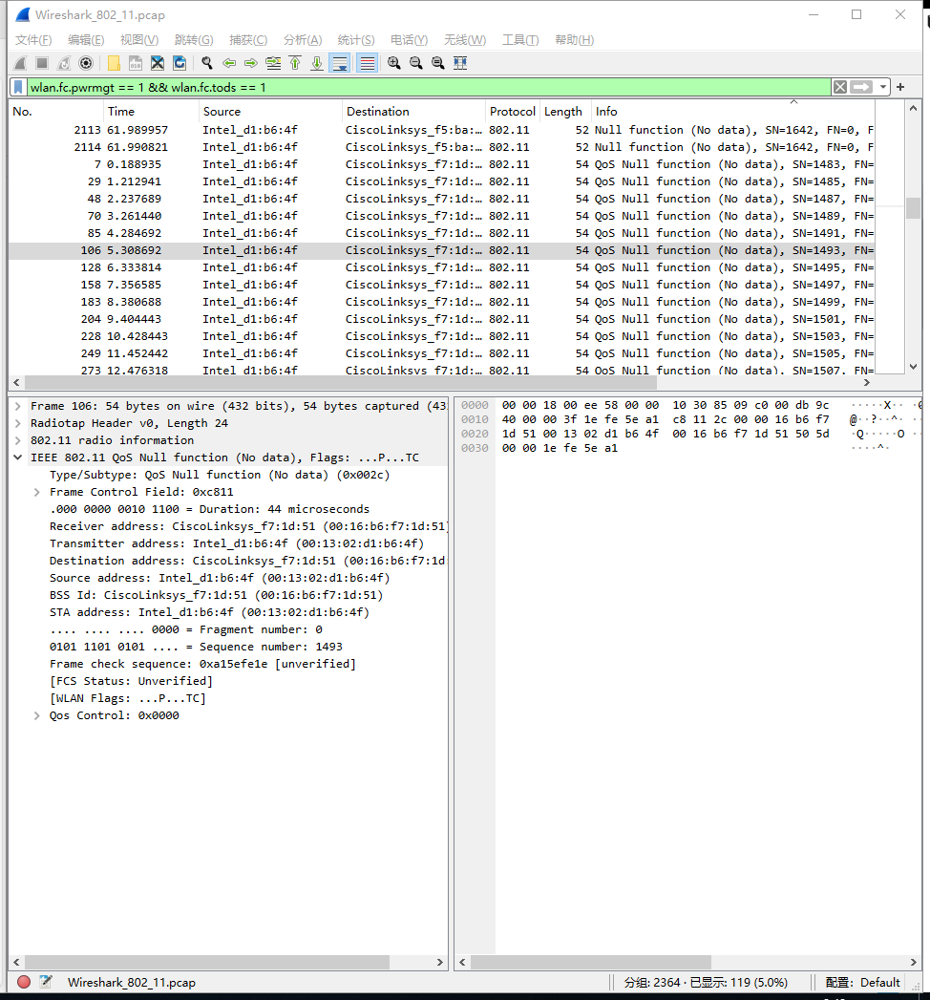 Wireshark_802_11.pcap
文件(F) 编辑(E) 视图(V) 跳转(G) 捕获(C) 分析(A) 统计(S) 电话(Y) 无线(W) 工具(T) 帮助(H)
wlan.fc.pwrmgt == 1 && wlan.fc.tods == 1
No. Time Source Destination Protocol Length Info
2113 61.989957 Intel_d1:b6:4f CiscoLinksys_f5:ba:… 802.11 52 Null function (No data), SN=1642, FN=0, F
2114 61.990821 Intel_d1:b6:4f CiscoLinksys_f5:ba:… 802.11 52 Null function (No data), SN=1642, FN=0, F
7 0.188935 Intel_d1:b6:4f CiscoLinksys_f7:1d:… 802.11 54 QoS Null function (No data), SN=1483, FN=
29 1.212941 Intel_d1:b6:4f CiscoLinksys_f7:1d:… 802.11 54 QoS Null function (No data), SN=1485, FN=
48 2.237689 Intel_d1:b6:4f CiscoLinksys_f7:1d:… 802.11 54 QoS Null function (No data), SN=1487, FN=
70 3.261440 Intel_d1:b6:4f CiscoLinksys_f7:1d:… 802.11 54 QoS Null function (No data), SN=1489, FN=
85 4.284692 Intel_d1:b6:4f CiscoLinksys_f7:1d:… 802.11 54 QoS Null function (No data), SN=1491, FN=
106 5.308692 Intel_d1:b6:4f CiscoLinksys_f7:1d:… 802.11 54 QoS Null function (No data), SN=1493, FN=
128 6.333814 Intel_d1:b6:4f CiscoLinksys_f7:1d:… 802.11 54 QoS Null function (No data), SN=1495, FN=
158 7.356585 Intel_d1:b6:4f CiscoLinksys_f7:1d:… 802.11 54 QoS Null function (No data), SN=1497, FN=
183 8.380688 Intel_d1:b6:4f CiscoLinksys_f7:1d:… 802.11 54 QoS Null function (No data), SN=1499, FN=
204 9.404443 Intel_d1:b6:4f CiscoLinksys_f7:1d:… 802.11 54 QoS Null function (No data), SN=1501, FN=
228 10.428443 Intel_d1:b6:4f CiscoLinksys_f7:1d:… 802.11 54 QoS Null function (No data), SN=1503, FN=
249 11.452442 Intel_d1:b6:4f CiscoLinksys_f7:1d:… 802.11 54 QoS Null function (No data), SN=1505, FN=
273 12.476318 Intel_d1:b6:4f CiscoLinksys_f7:1d:… 802.11 54 QoS Null function (No data), SN=1507, FN=
Frame 106: 54 bytes on wire (432 bits), 54 bytes captured (43
Radiotap Header v0, Length 24
802.11 radio information
IEEE 802.11 QoS Null function (No data), Flags: ...P...TC
Type/Subtype: QoS Null function (No data) (0x002c)
Frame Control Field: 0xc811
.000 0000 0010 1100 = Duration: 44 microseconds
Receiver address: CiscoLinksys_f7:1d:51 (00:16:b6:f7:1d:51)
Transmitter address: Intel_d1:b6:4f (00:13:02:d1:b6:4f)
Destination address: CiscoLinksys_f7:1d:51 (00:16:b6:f7:1d:
Source address: Intel_d1:b6:4f (00:13:02:d1:b6:4f)
BSS Id: CiscoLinksys_f7:1d:51 (00:16:b6:f7:1d:51)
STA address: Intel_d1:b6:4f (00:13:02:d1:b6:4f)
.... .... .... 0000 = Fragment number: 0
0101 1101 0101 .... = Sequence number: 1493
Frame check sequence: 0xa15efe1e [unverified]
[FCS Status: Unverified]
[WLAN Flags: ...P...TC]
Qos Control: 0x0000
0000 00 00 18 00 ee 58 00 00 10 30 85 09 c0 00 db 9c ·····X··
0010 40 00 00 3f 1e fe 5e a1 c8 11 2c 00 00 16 b6 f7 @··?··^·
0020 1d 51 00 13 02 d1 b6 4f 00 16 b6 f7 1d 51 50 5d ·Q·····O
0030 00 00 1e fe 5e a1 ····^·
Wireshark_802_11.pcap 分组: 2364 · 已显示: 119 (5.0%) 配置: Default